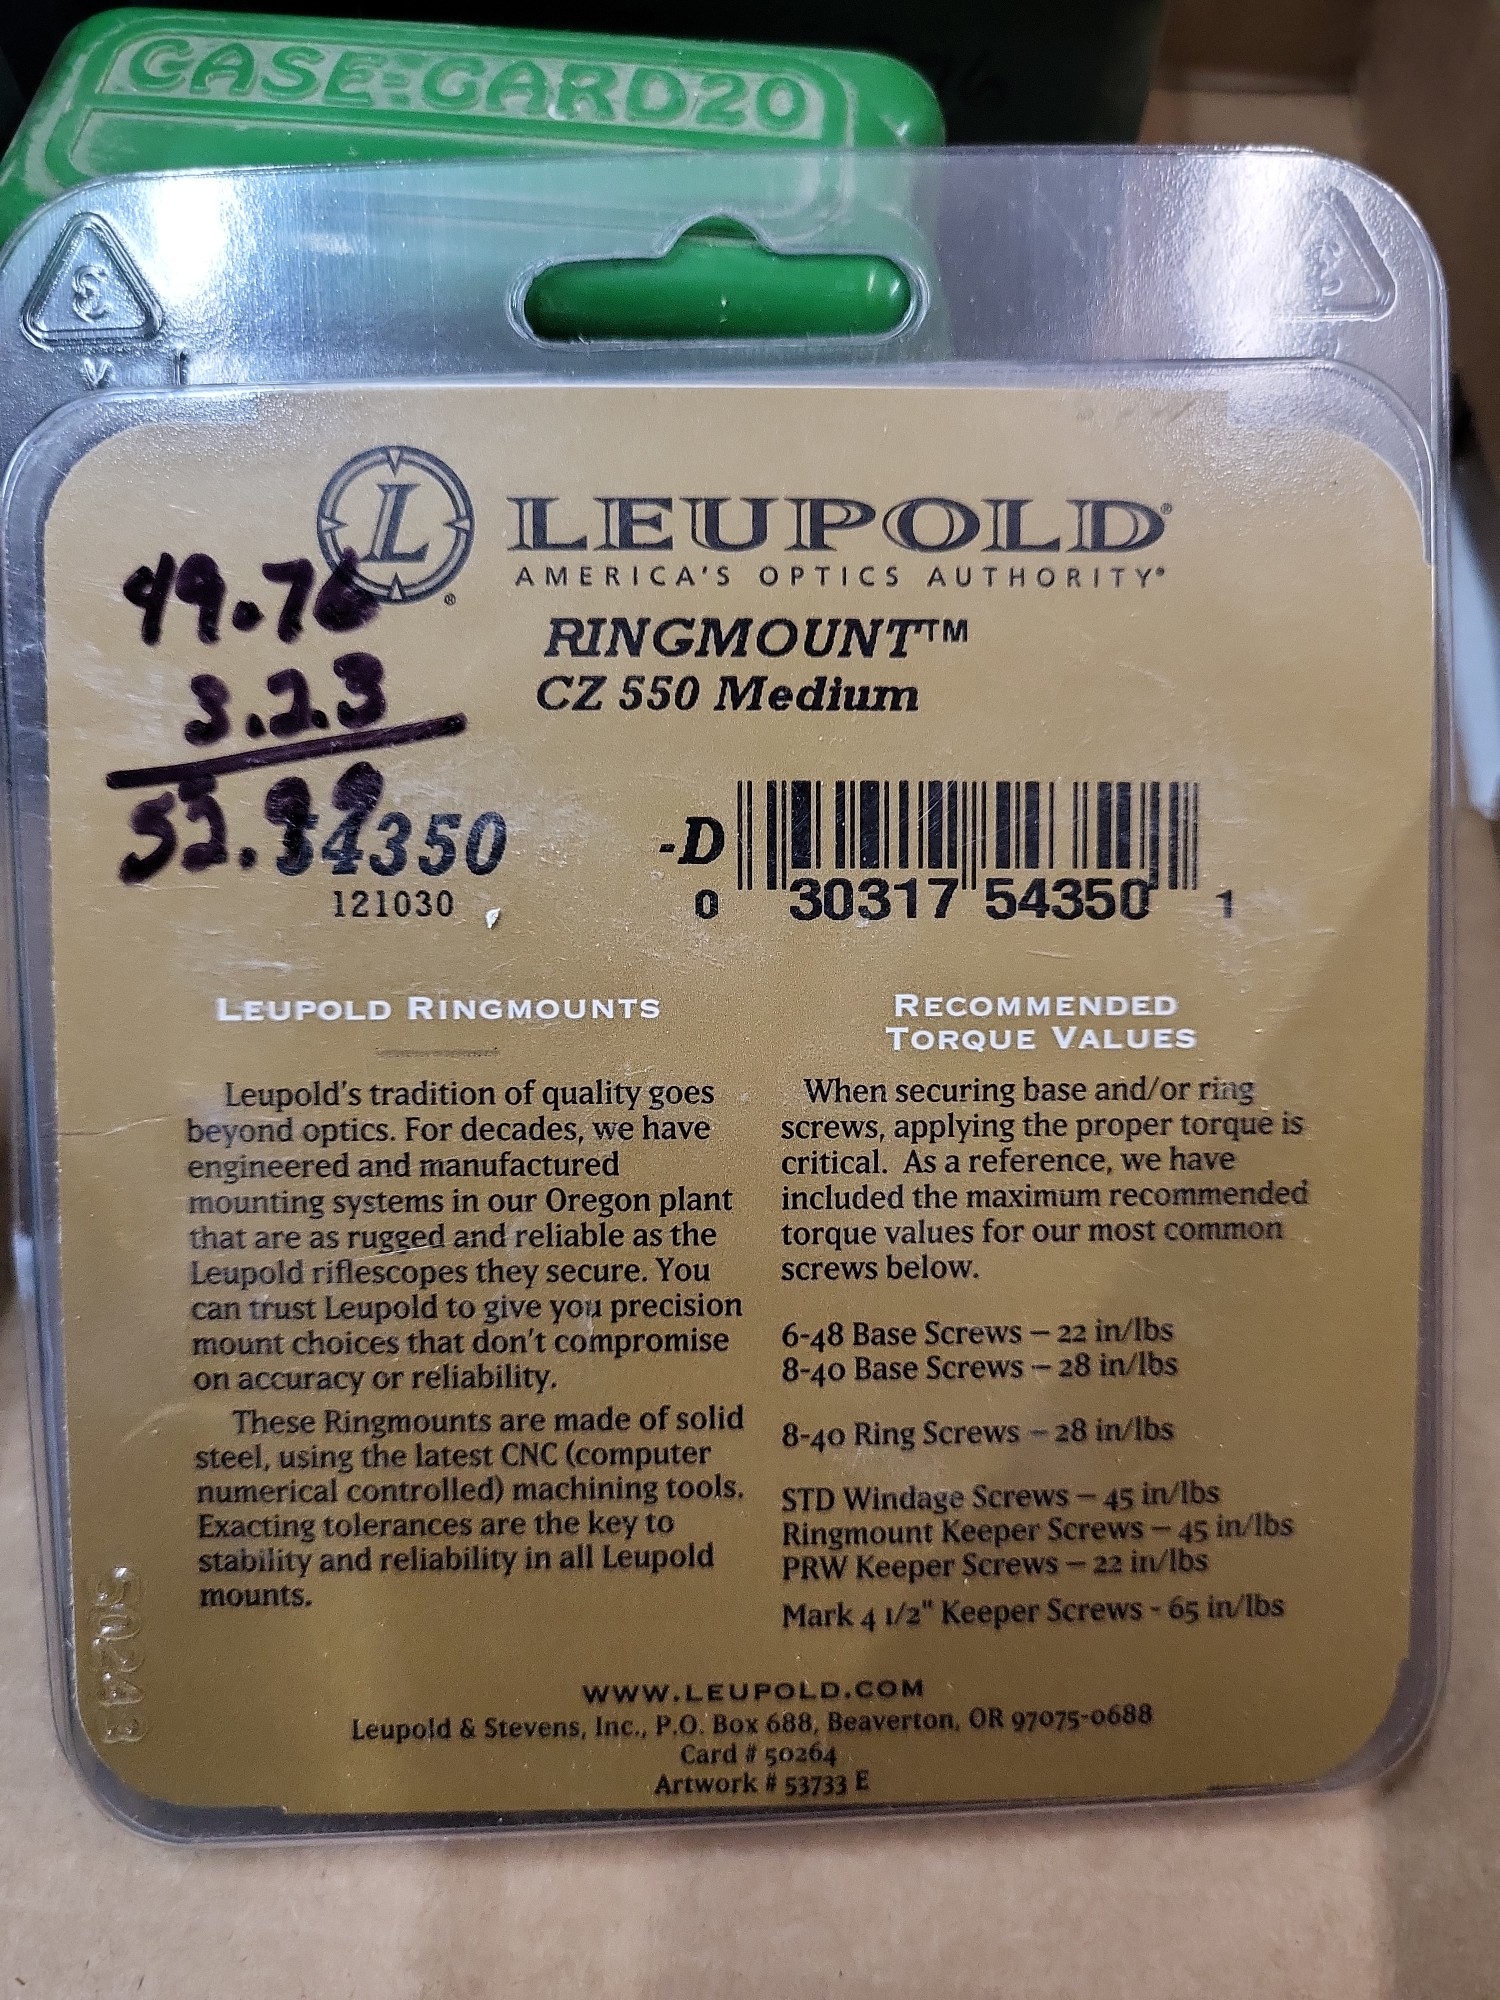 CASE-GARD 20
L
®
LEUPOLD®
AMERICA'S OPTICS AUTHORITY®
RINGMOUNT™
CZ 550 Medium
49.76
3.23
52.99
54350
121030
-D
0 30317 54350 1
LEUPOLD RINGMOUNTS
Leupold's tradition of quality goes
beyond optics. For decades, we have
engineered and manufactured
mounting systems in our Oregon plant
that are as rugged and reliable as the
Leupold riflescopes they secure. You
can trust Leupold to give you precision
mount choices that don't compromise
on accuracy or reliability.
These Ringmounts are made of solid
steel, using the latest CNC (computer
numerical controlled) machining tools.
Exacting tolerances are the key to
stability and reliability in all Leupold
mounts.
RECOMMENDED
TORQUE VALUES
When securing base and/or ring
screws, applying the proper torque is
critical. As a reference, we have
included the maximum recommended
torque values for our most common
screws below.
6-48 Base Screws – 22 in/lbs
8-40 Base Screws – 28 in/lbs
8-40 Ring Screws – 28 in/lbs
STD Windage Screws – 45 in/lbs
Ringmount Keeper Screws – 45 in/lbs
PRW Keeper Screws – 22 in/lbs
Mark 4 1/2" Keeper Screws - 65 in/lbs
WWW.LEUPOLD.COM
Leupold & Stevens, Inc., P.O. Box 688, Beaverton, OR 97075-0688
Card # 50264
Artwork # 53733 E
3
V
3